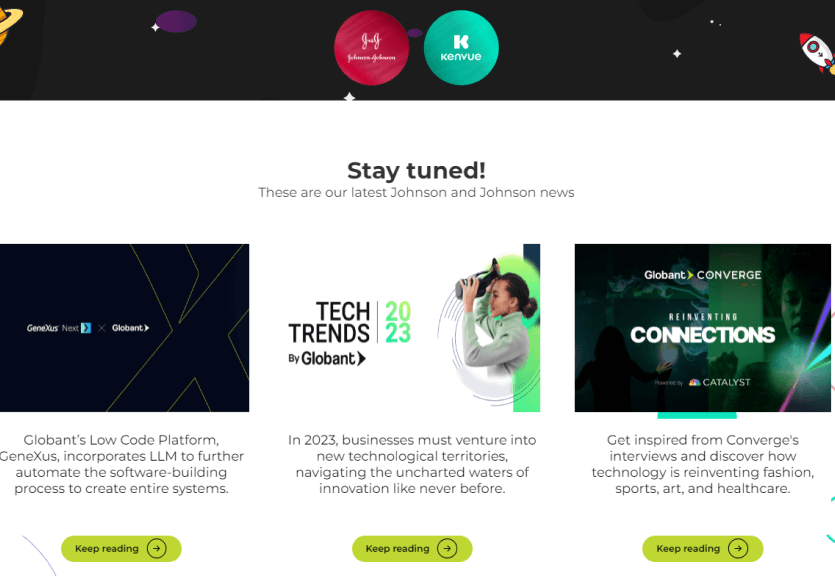 J&J
Johnson&Johnson
kenvue
Stay tuned!
These are our latest Johnson and Johnson news
GeneXus Next X Globant
TECH
TRENDS
20
23
By Globant
Globant CONVERGE
REINVENTING
CONNECTIONS
Powered by CATALYST
Globant's Low Code Platform,
GeneXus, incorporates LLM to further
automate the software-building
process to create entire systems.
In 2023, businesses must venture into
new technological territories,
navigating the uncharted waters of
innovation like never before.
Get inspired from Converge's
interviews and discover how
technology is reinventing fashion,
sports, art, and healthcare.
Keep reading
Keep reading
Keep reading